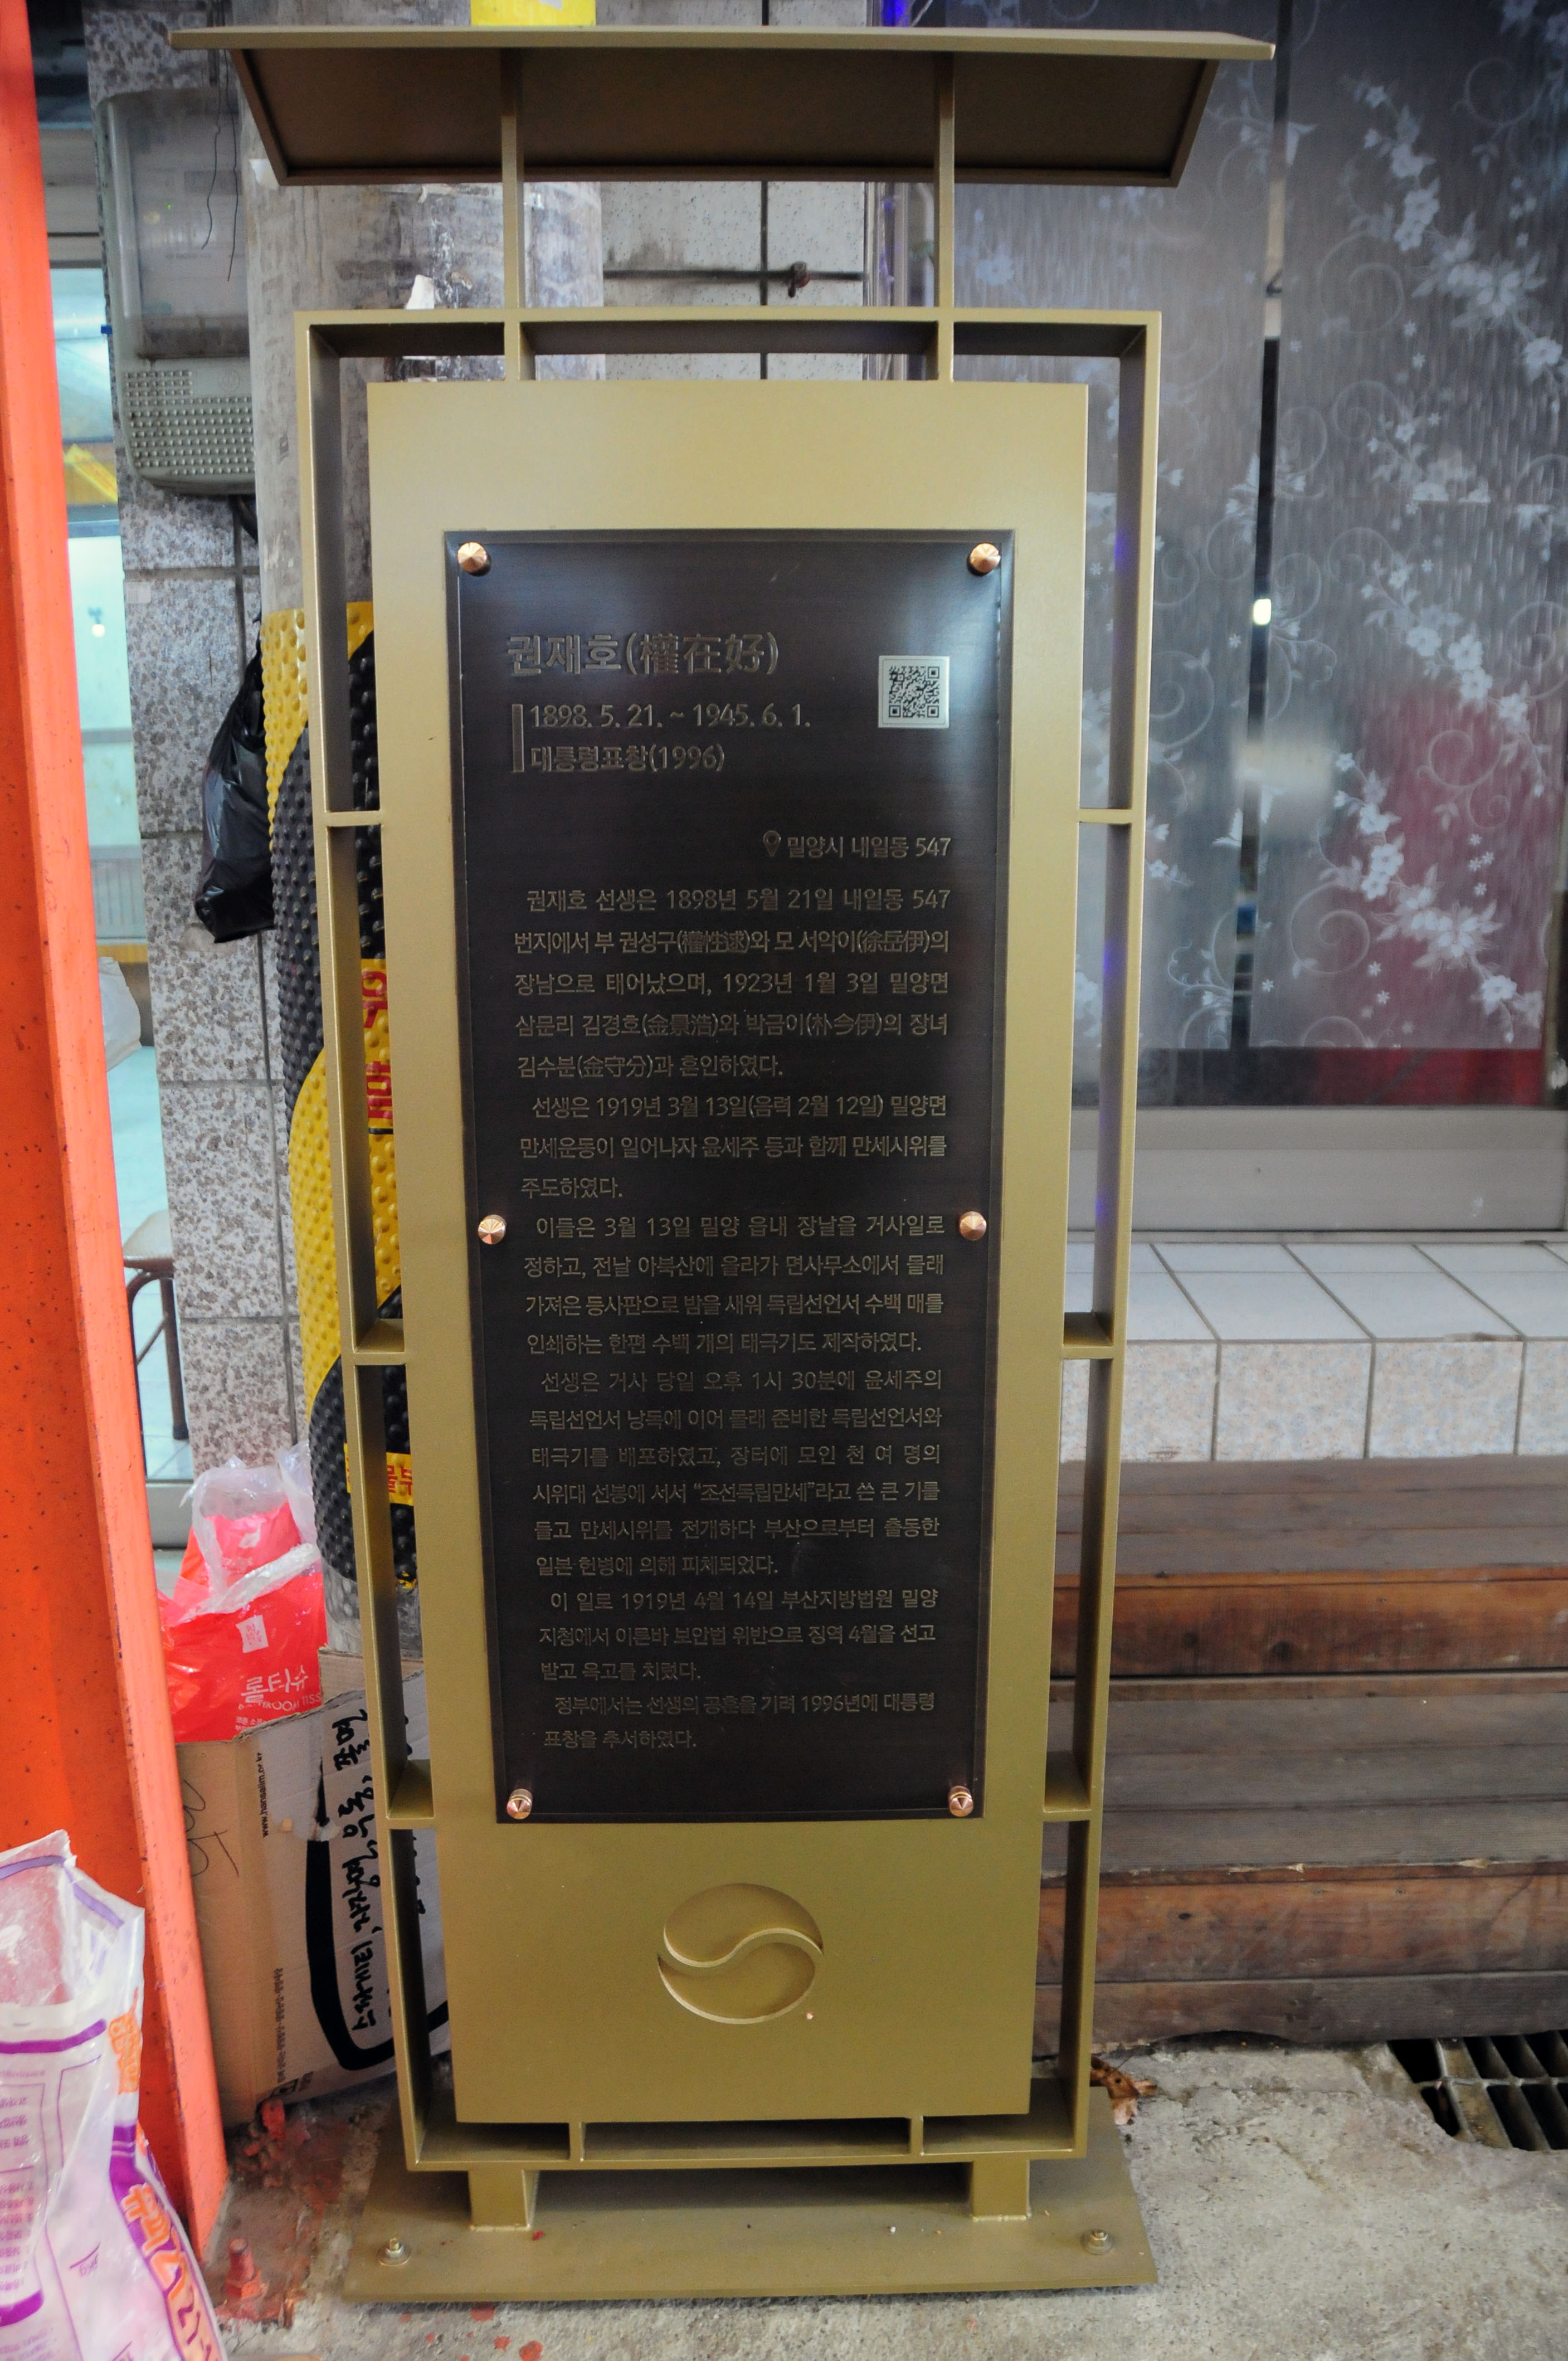 권재호(權在好)
1898. 5. 21. ~ 1945. 6. 1.
대통령표창(1996)
밀양시 내일동 547
권재호 선생은 1898년 5월 21일 내일동 547
번지에서 부 권성구(權性逑)와 모 서악이(徐岳伊)의
장남으로 태어났으며, 1923년 1월 3일 밀양면
삼문리 김경호(金景浩)와 박금이(朴今伊)의 장녀
김수분(金守分)과 혼인하였다.
선생은 1919년 3월 13일(음력 2월 12일) 밀양면
만세운동이 일어나자 윤세주 등과 함께 만세시위를
주도하였다.
이들은 3월 13일 밀양 읍내 장날을 거사일로
정하고, 전날 아북산에 올라가 면사무소에서 몰래
가져온 등사판으로 밤을 새워 독립선언서 수백 매를
인쇄하는 한편 수백 개의 태극기도 제작하였다.
선생은 거사 당일 오후 1시 30분에 윤세주의
독립선언서 낭독에 이어 몰래 준비한 독립선언서와
태극기를 배포하였고, 장터에 모인 천 여 명의
시위대 선봉에 서서 “조선독립만세”라고 쓴 큰 기를
들고 만세시위를 전개하다 부산으로부터 출동한
일본 헌병에 의해 피체되었다.
이 일로 1919년 4월 14일 부산지방법원 밀양
지청에서 이른바 보안법 위반으로 징역 4월을 선고
받고 옥고를 치렀다.
정부에서는 선생의 공훈을 기려 1996년에 대통령
표창을 추서하였다.
롤티슈
www.hansalim.or.kr